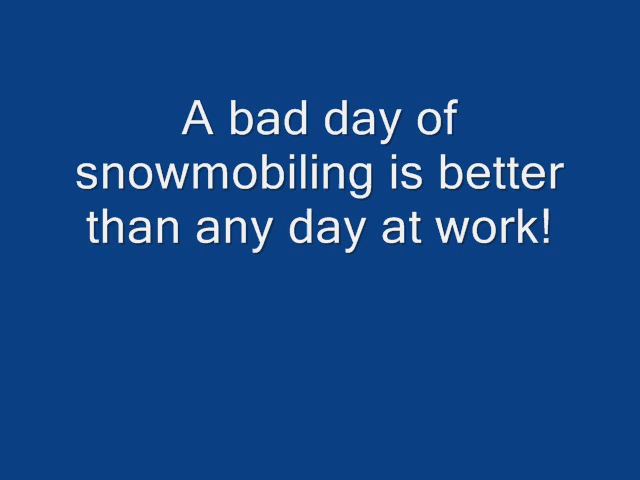 A bad day of
snowmobiling is better
than any day at work!